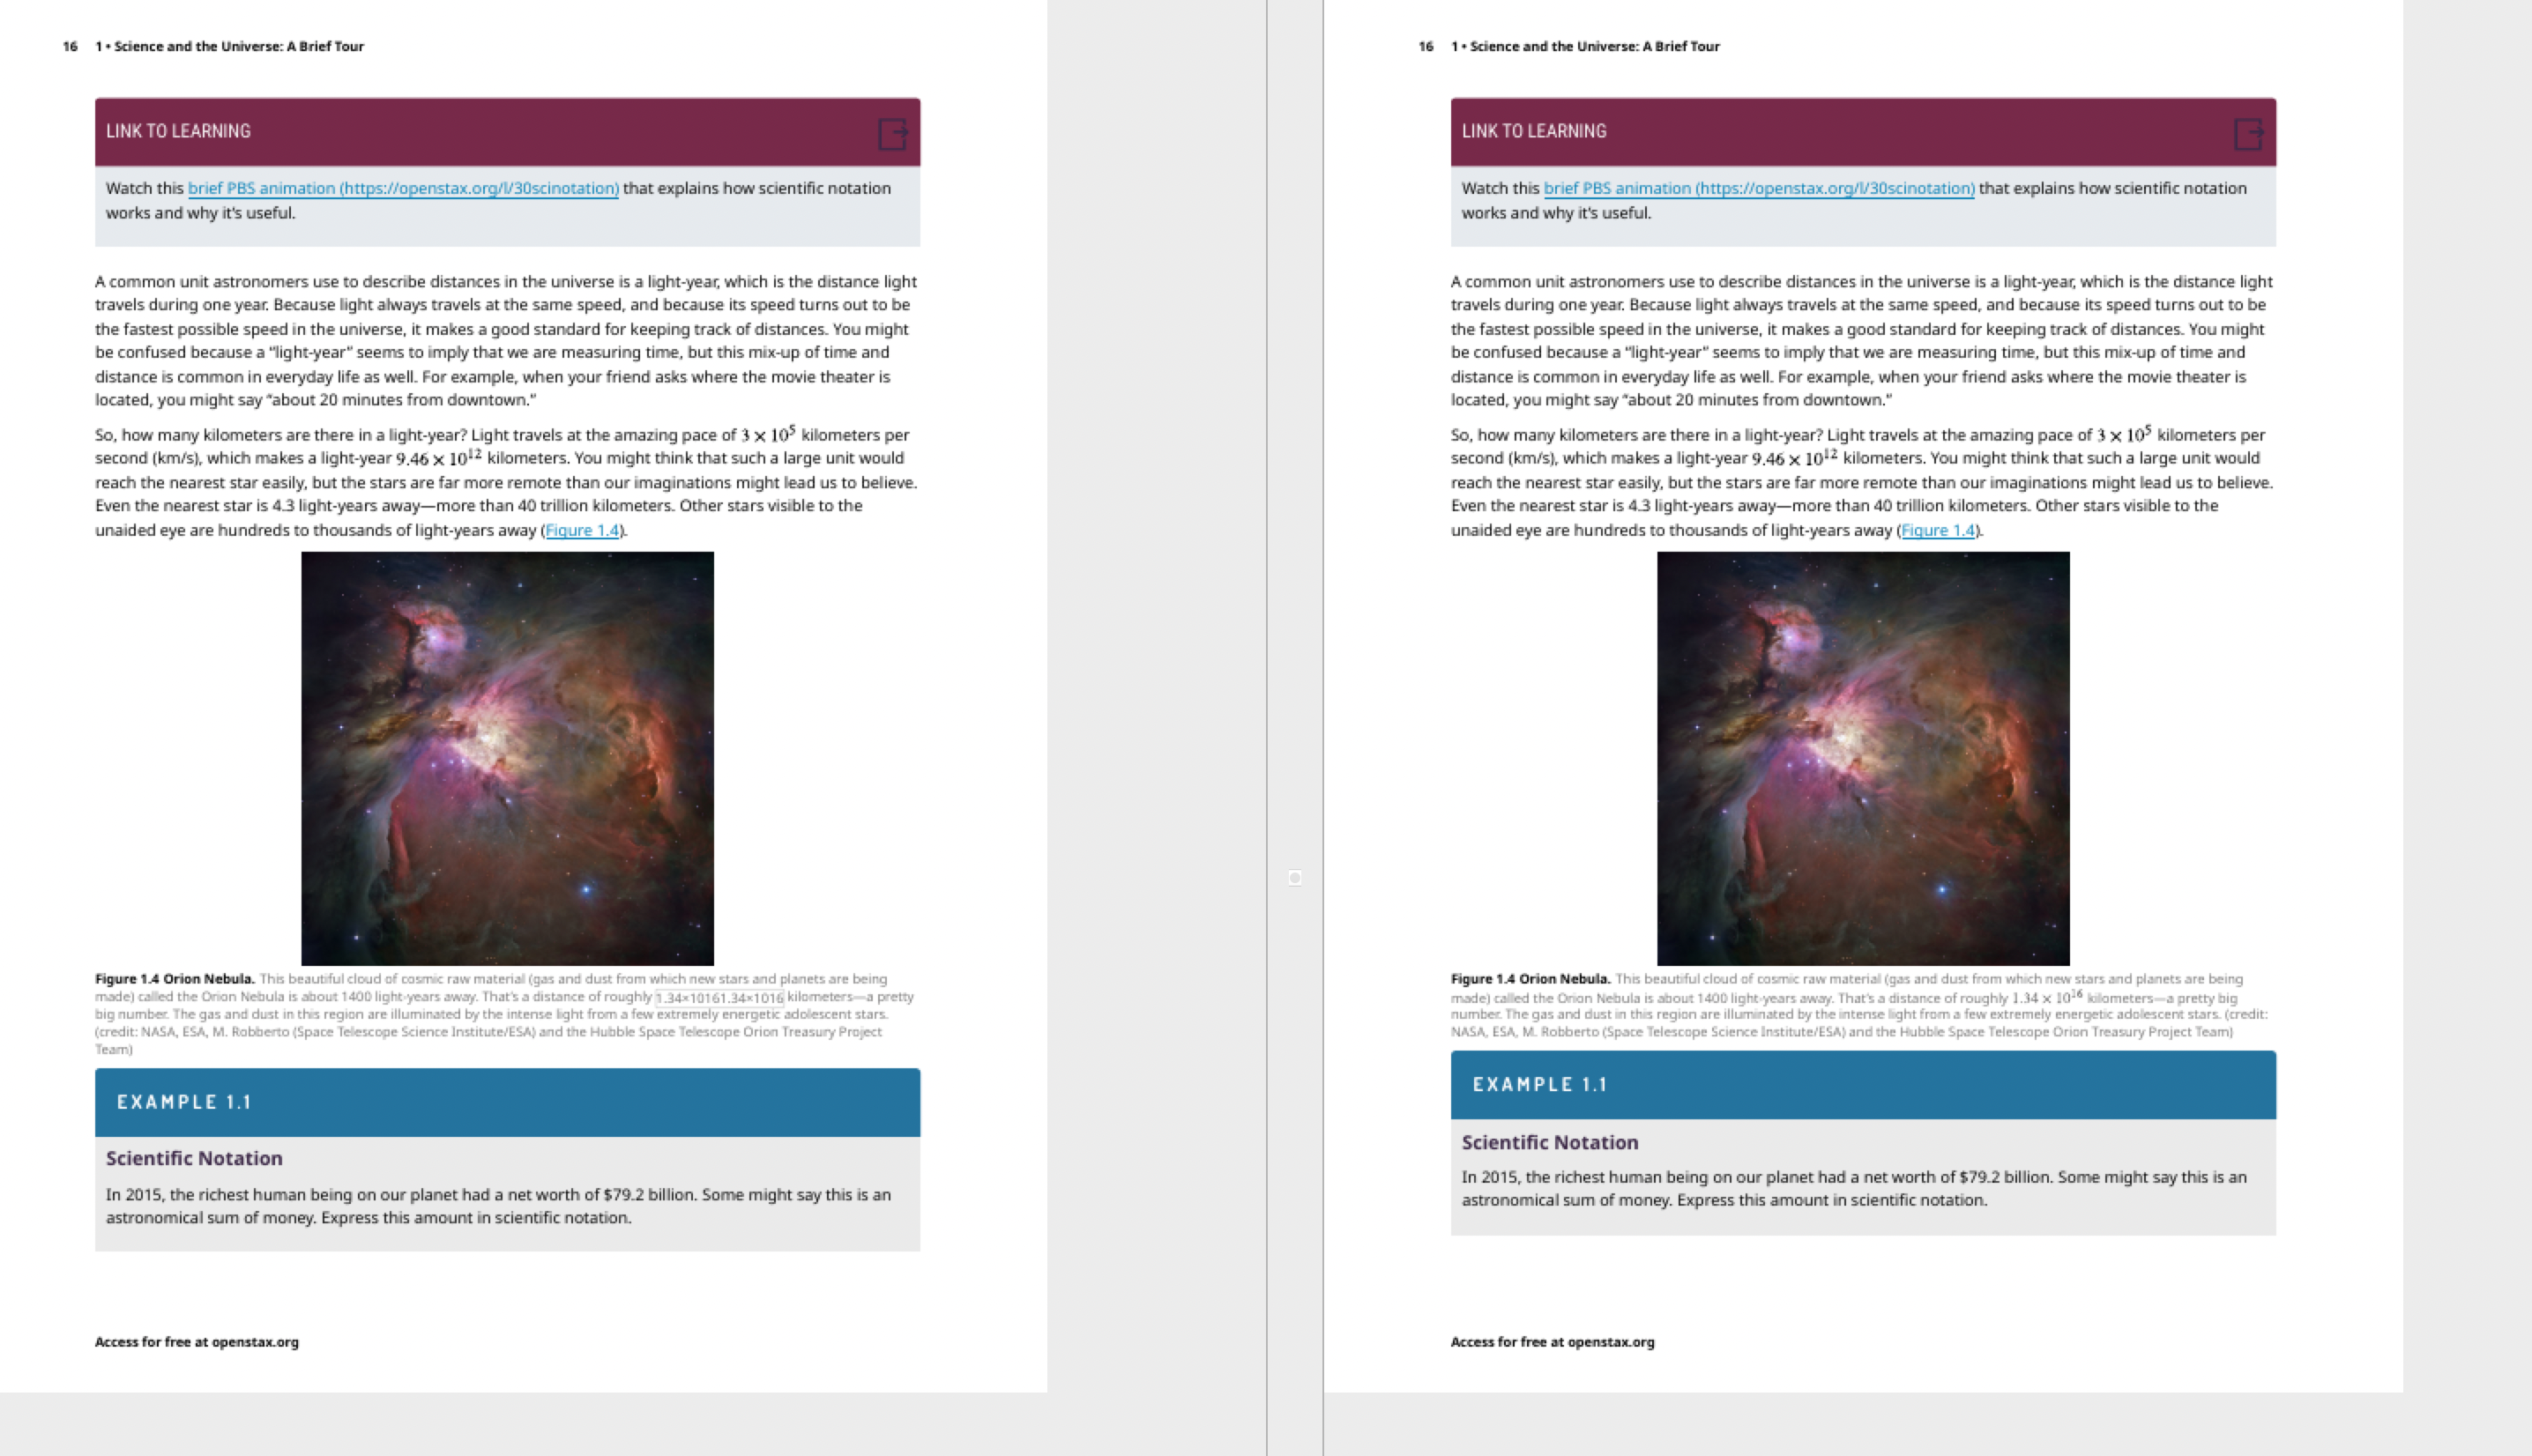 16 1 • Science and the Universe: A Brief Tour
LINK TO LEARNING
Watch this brief PBS animation (https://openstax.org/l/30scinotation) that explains how scientific notation
works and why it's useful.
A common unit astronomers use to describe distances in the universe is a light-year, which is the distance light
travels during one year. Because light always travels at the same speed, and because its speed turns out to be
the fastest possible speed in the universe, it makes a good standard for keeping track of distances. You might
be confused because a “light-year” seems to imply that we are measuring time, but this mix-up of time and
distance is common in everyday life as well. For example, when your friend asks where the movie theater is
located, you might say “about 20 minutes from downtown.”
So, how many kilometers are there in a light-year? Light travels at the amazing pace of 3 × 10⁵ kilometers per
second (km/s), which makes a light-year 9.46 × 10¹² kilometers. You might think that such a large unit would
reach the nearest star easily, but the stars are far more remote than our imaginations might lead us to believe.
Even the nearest star is 4.3 light-years away—more than 40 trillion kilometers. Other stars visible to the
unaided eye are hundreds to thousands of light-years away (Figure 1.4).
Figure 1.4 Orion Nebula. This beautiful cloud of cosmic raw material (gas and dust from which new stars and planets are being
made) called the Orion Nebula is about 1400 light-years away. That’s a distance of roughly 1.34×10161.34×1016 kilometers—a pretty
big number. The gas and dust in this region are illuminated by the intense light from a few extremely energetic adolescent stars.
(credit: NASA, ESA, M. Robberto (Space Telescope Science Institute/ESA) and the Hubble Space Telescope Orion Treasury Project
Team)
EXAMPLE 1.1
Scientific Notation
In 2015, the richest human being on our planet had a net worth of $79.2 billion. Some might say this is an
astronomical sum of money. Express this amount in scientific notation.
Access for free at openstax.org
16 1 • Science and the Universe: A Brief Tour
LINK TO LEARNING
Watch this brief PBS animation (https://openstax.org/l/30scinotation) that explains how scientific notation
works and why it's useful.
A common unit astronomers use to describe distances in the universe is a light-year, which is the distance light
travels during one year. Because light always travels at the same speed, and because its speed turns out to be
the fastest possible speed in the universe, it makes a good standard for keeping track of distances. You might
be confused because a “light-year” seems to imply that we are measuring time, but this mix-up of time and
distance is common in everyday life as well. For example, when your friend asks where the movie theater is
located, you might say “about 20 minutes from downtown.”
So, how many kilometers are there in a light-year? Light travels at the amazing pace of 3 × 10⁵ kilometers per
second (km/s), which makes a light-year 9.46 × 10¹² kilometers. You might think that such a large unit would
reach the nearest star easily, but the stars are far more remote than our imaginations might lead us to believe.
Even the nearest star is 4.3 light-years away—more than 40 trillion kilometers. Other stars visible to the
unaided eye are hundreds to thousands of light-years away (Figure 1.4).
Figure 1.4 Orion Nebula. This beautiful cloud of cosmic raw material (gas and dust from which new stars and planets are being
made) called the Orion Nebula is about 1400 light-years away. That’s a distance of roughly 1.34 × 10¹⁶ kilometers—a pretty big
number. The gas and dust in this region are illuminated by the intense light from a few extremely energetic adolescent stars. (credit:
NASA, ESA, M. Robberto (Space Telescope Science Institute/ESA) and the Hubble Space Telescope Orion Treasury Project Team)
EXAMPLE 1.1
Scientific Notation
In 2015, the richest human being on our planet had a net worth of $79.2 billion. Some might say this is an
astronomical sum of money. Express this amount in scientific notation.
Access for free at openstax.org